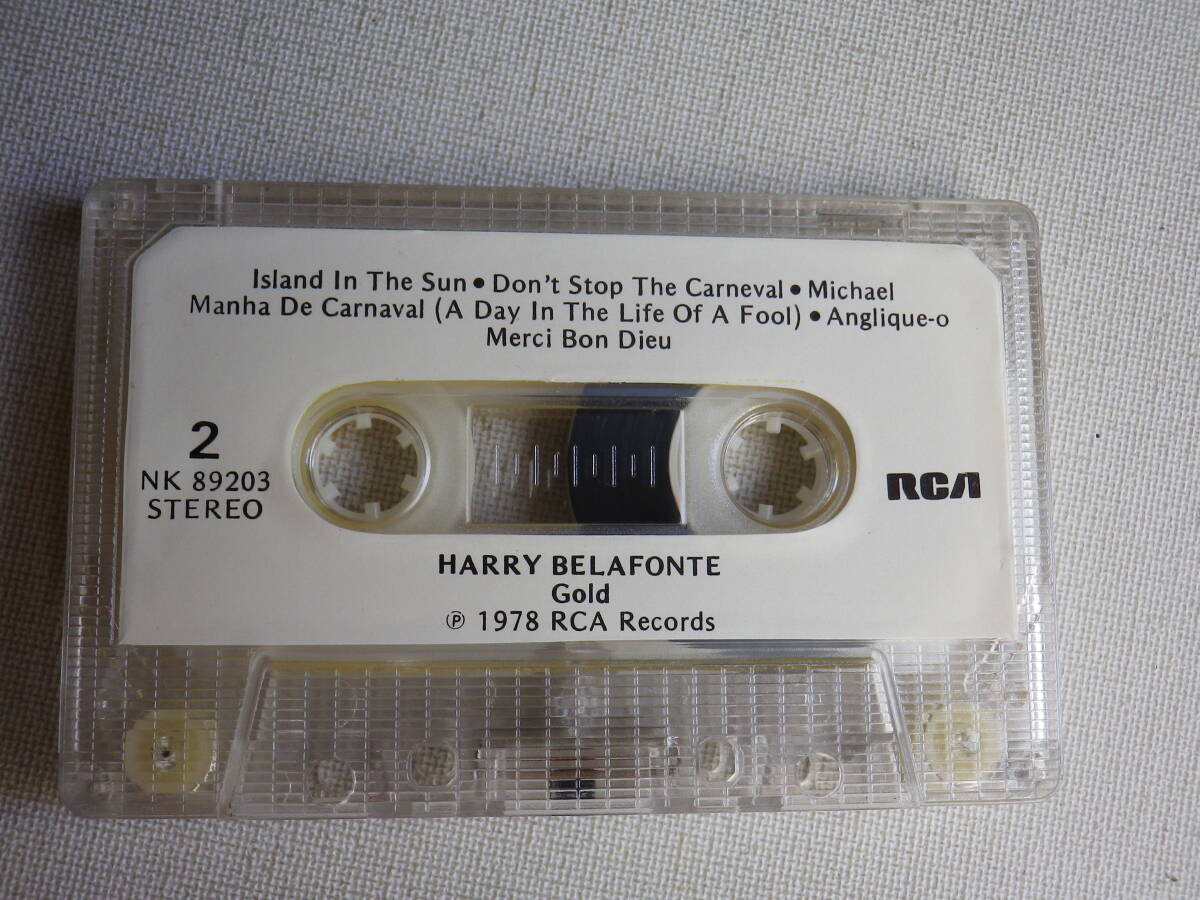 Island In The Sun • Don't Stop The Carneval • Michael
Manha De Carnaval (A Day In The Life Of A Fool) • Anglique-o
Merci Bon Dieu
2
NK 89203
STEREO
RCA
HARRY BELAFONTE
Gold
℗ 1978 RCA Records